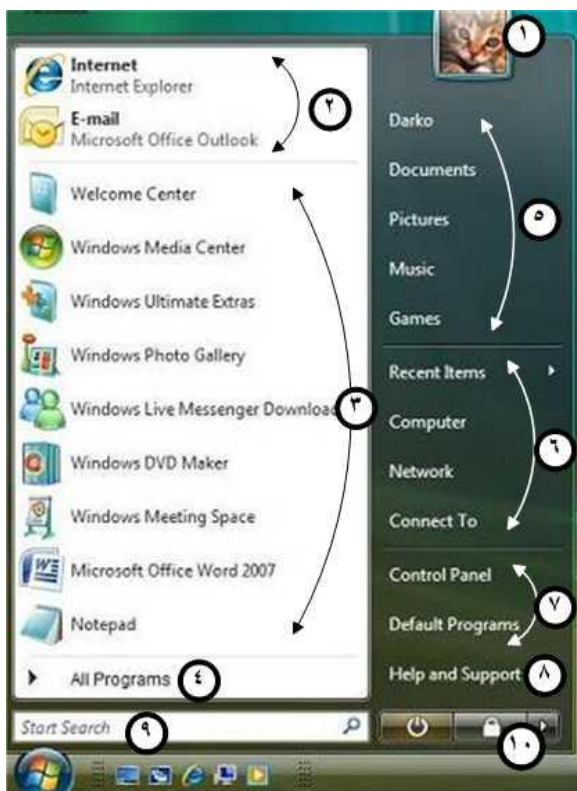 ١
Internet
Internet Explorer
٢
E-mail
Microsoft Office Outlook
Welcome Center
Windows Media Center
Windows Ultimate Extras
Windows Photo Gallery
Windows Live Messenger Download
٣
Windows DVD Maker
Windows Meeting Space
Microsoft Office Word 2007
Notepad
All Programs ٤
Start Search ٩
Darko
Documents
Pictures
٥
Music
Games
Recent Items
Computer
٦
Network
Connect To
Control Panel
٧
Default Programs
Help and Support ٨
١٠